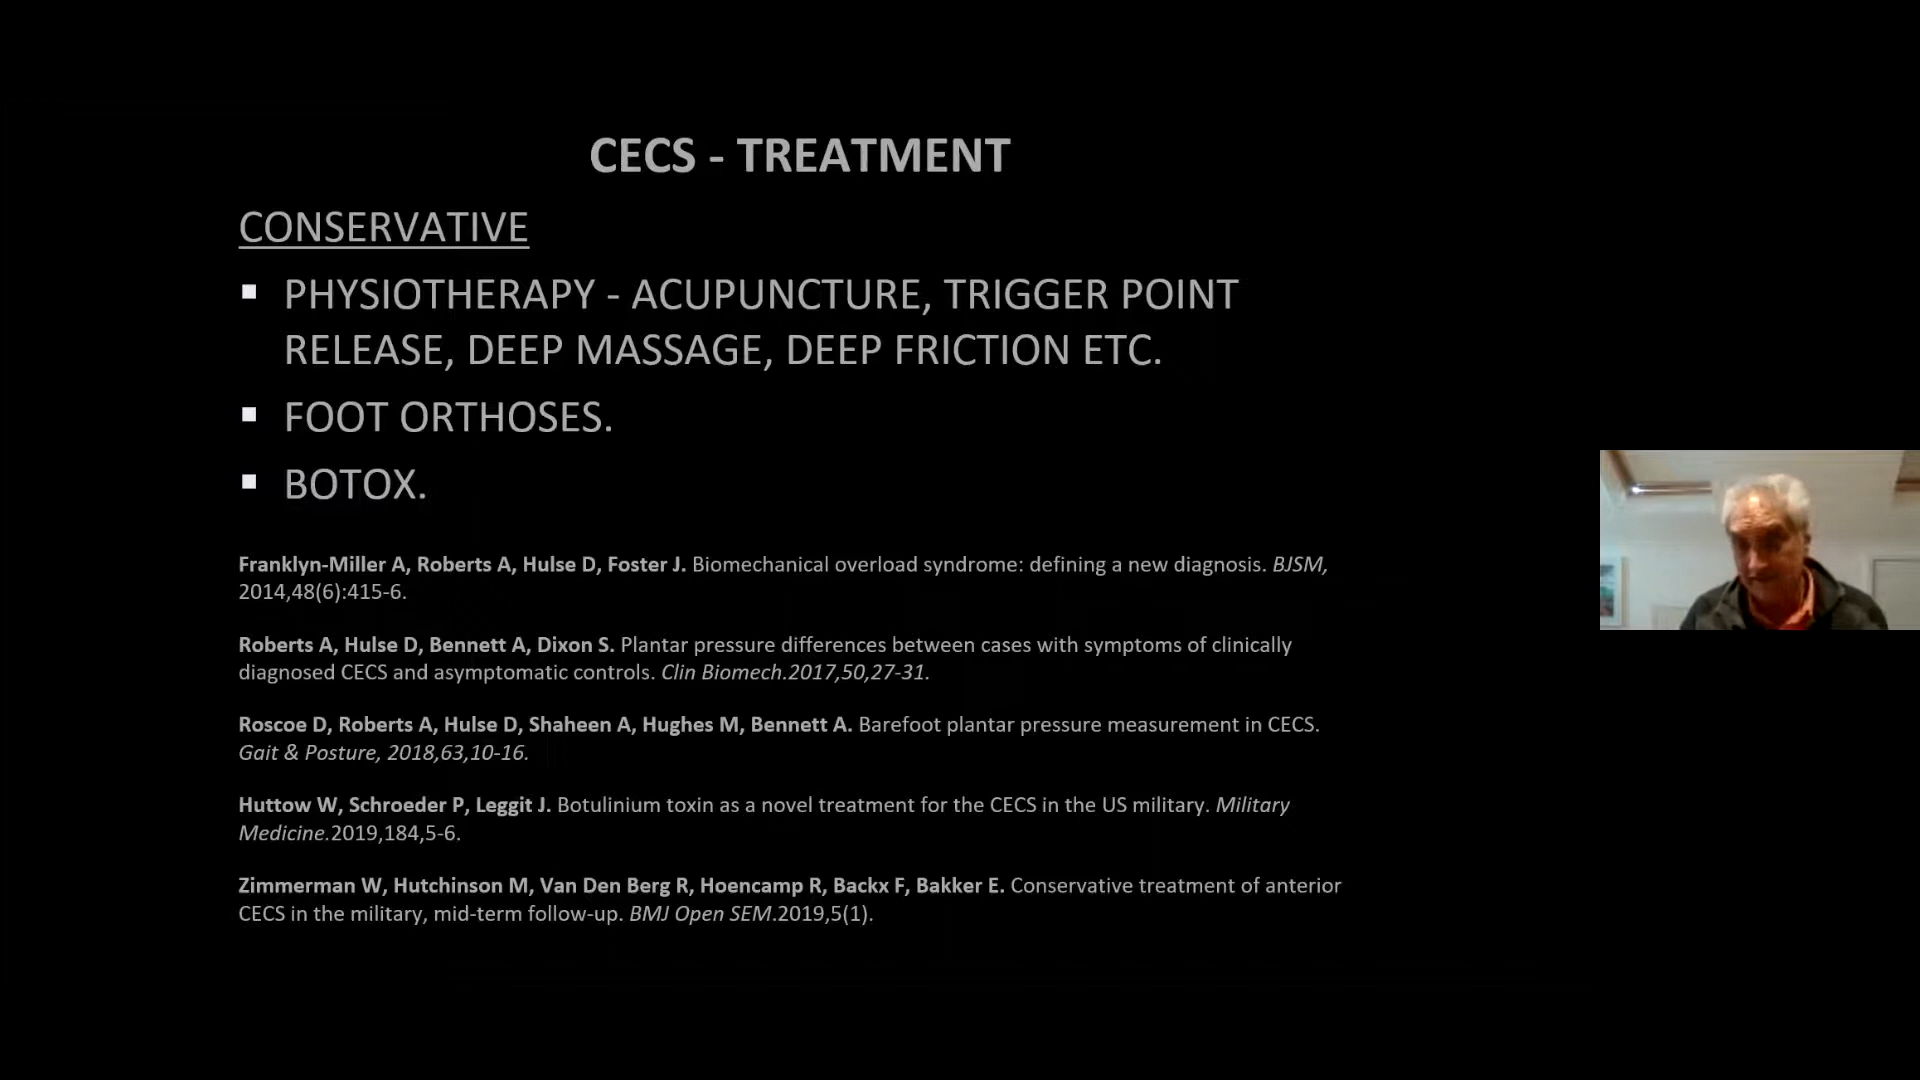 CECS - TREATMENT
CONSERVATIVE
▪ PHYSIOTHERAPY - ACUPUNCTURE, TRIGGER POINT
RELEASE, DEEP MASSAGE, DEEP FRICTION ETC.
▪ FOOT ORTHOSES.
▪ BOTOX.
Franklyn-Miller A, Roberts A, Hulse D, Foster J. Biomechanical overload syndrome: defining a new diagnosis. BJSM,
2014,48(6):415-6.
Roberts A, Hulse D, Bennett A, Dixon S. Plantar pressure differences between cases with symptoms of clinically
diagnosed CECS and asymptomatic controls. Clin Biomech.2017,50,27-31.
Roscoe D, Roberts A, Hulse D, Shaheen A, Hughes M, Bennett A. Barefoot plantar pressure measurement in CECS.
Gait & Posture, 2018,63,10-16.
Huttow W, Schroeder P, Leggit J. Botulinium toxin as a novel treatment for the CECS in the US military. Military
Medicine.2019,184,5-6.
Zimmerman W, Hutchinson M, Van Den Berg R, Hoencamp R, Backx F, Bakker E. Conservative treatment of anterior
CECS in the military, mid-term follow-up. BMJ Open SEM.2019,5(1).